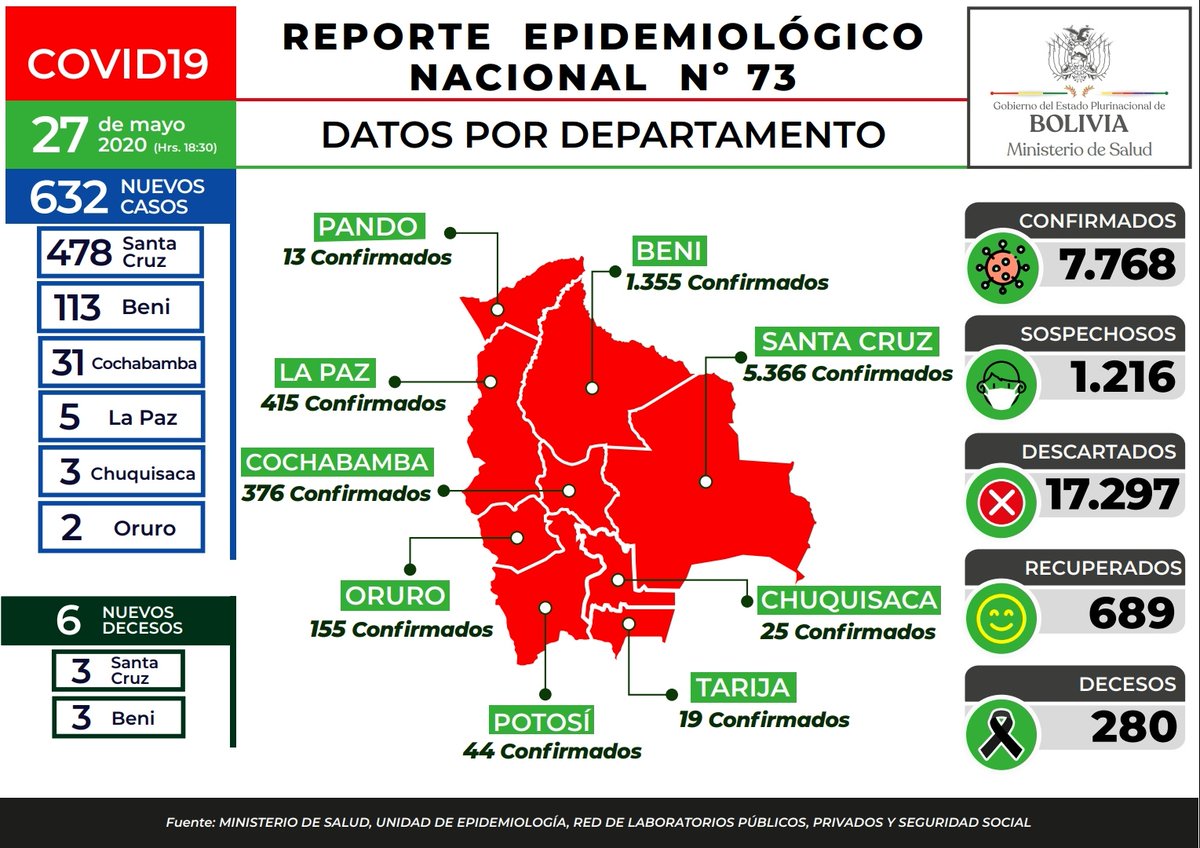 COVID19
27 de mayo
2020 (Hrs. 18:30)
REPORTE EPIDEMIOLÓGICO
NACIONAL Nº 73
DATOS POR DEPARTAMENTO
Gobierno del Estado Plurinacional de
BOLIVIA
Ministerio de Salud
632 NUEVOS
CASOS
478 Santa
Cruz
113 Beni
31 Cochabamba
5 La Paz
3 Chuquisaca
2 Oruro
6 NUEVOS
DECESOS
3 Santa
Cruz
3 Beni
PANDO
13 Confirmados
BENI
1.355 Confirmados
SANTA CRUZ
5.366 Confirmados
LA PAZ
415 Confirmados
COCHABAMBA
376 Confirmados
ORURO
155 Confirmados
CHUQUISACA
25 Confirmados
TARIJA
19 Confirmados
POTOSÍ
44 Confirmados
CONFIRMADOS
7.768
SOSPECHOSOS
1.216
DESCARTADOS
17.297
RECUPERADOS
689
DECESOS
280
Fuente: MINISTERIO DE SALUD, UNIDAD DE EPIDEMIOLOGÍA, RED DE LABORATORIOS PÚBLICOS, PRIVADOS Y SEGURIDAD SOCIAL